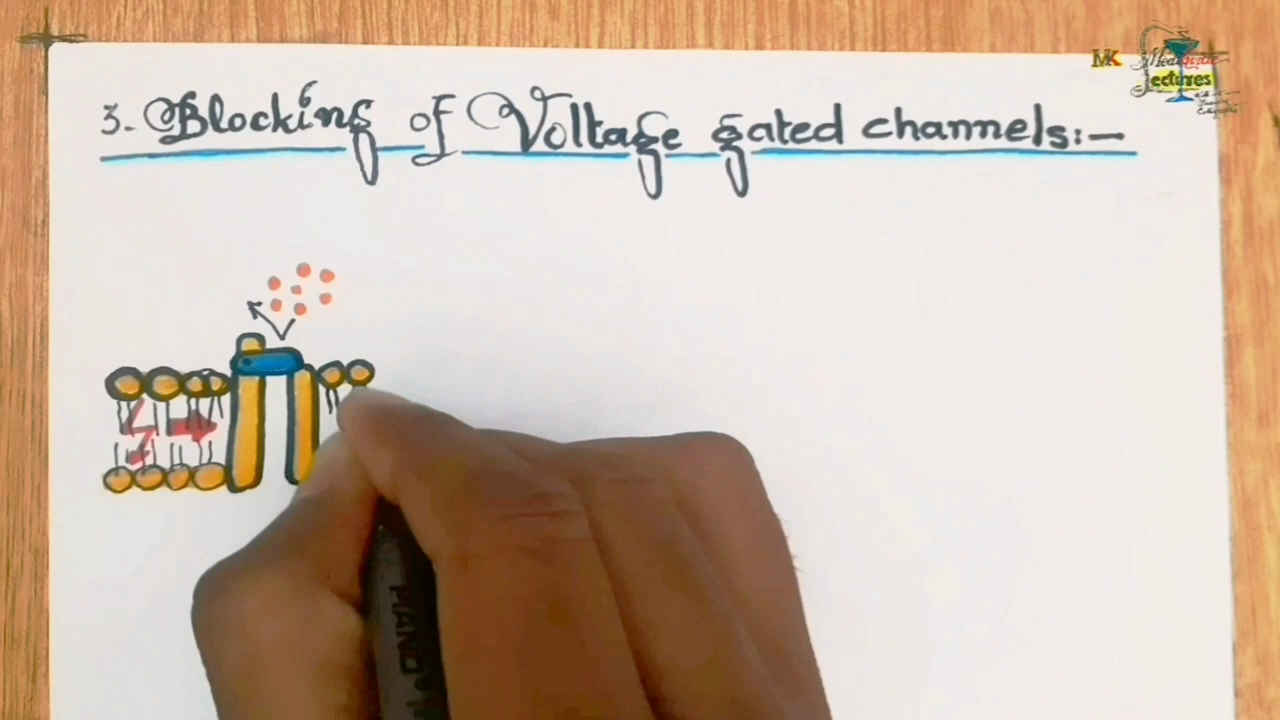 3. Blocking of Voltage gated channels:-
MK
Lectures